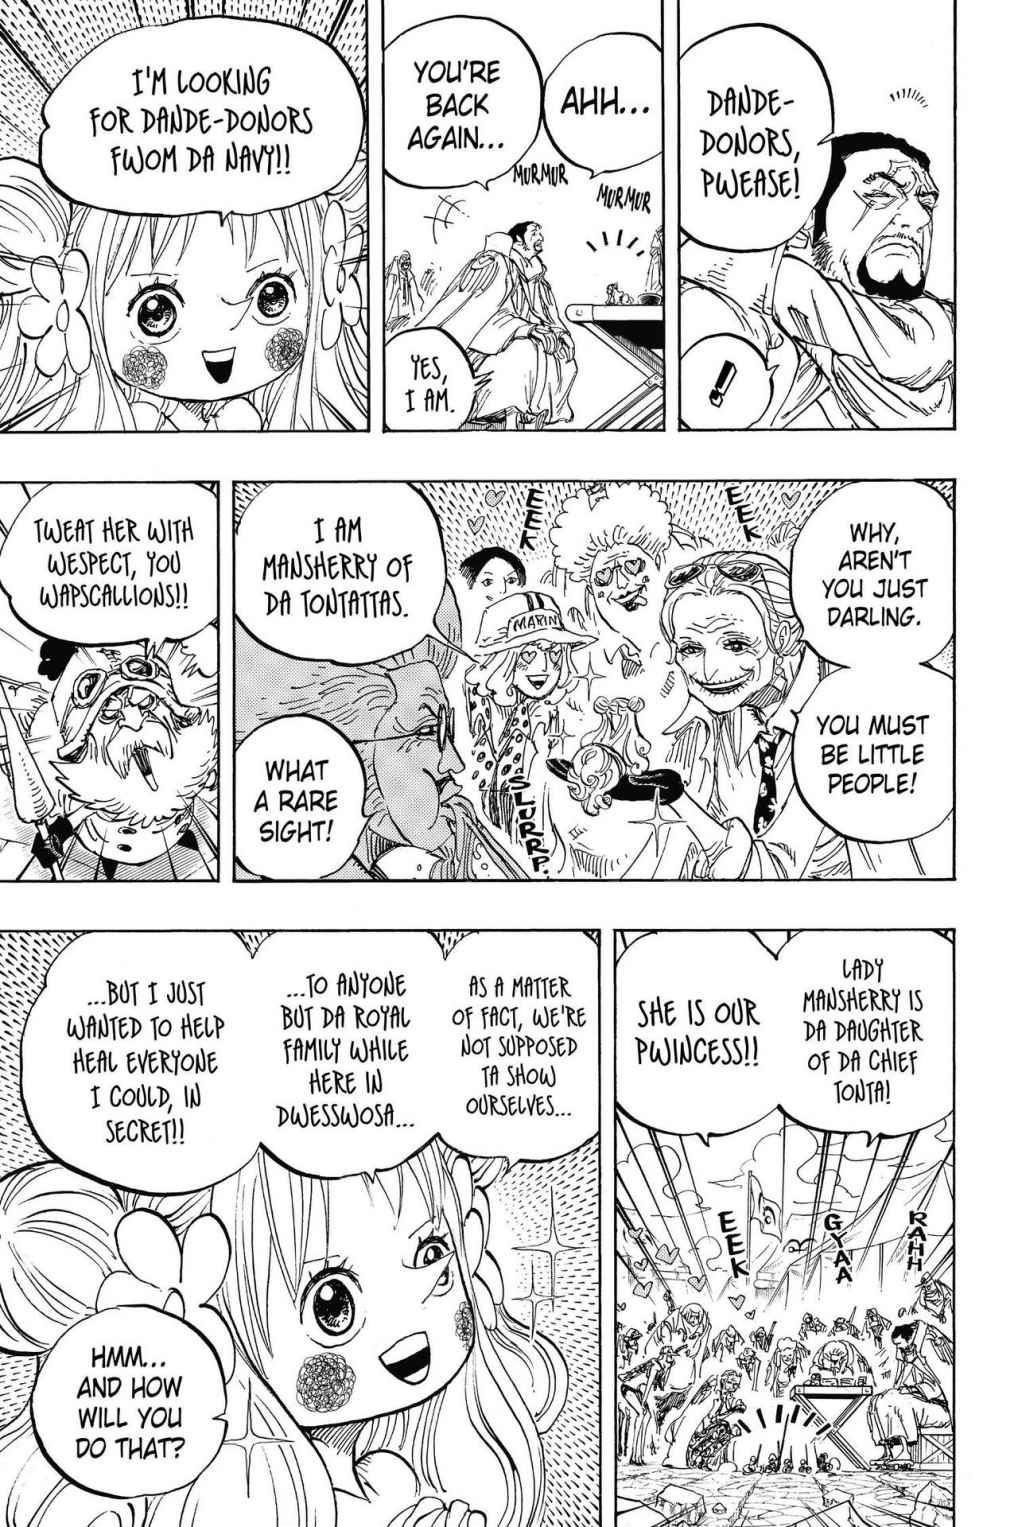 DANDE-
DONORS,
PWEASE!
!
AHH...
YOU'RE
BACK
AGAIN...
MURMUR
MURMUR
YES,
I AM.
I'M LOOKING
FOR DANDE-DONORS
FWOM DA NAVY!!
WHY,
AREN'T
YOU JUST
DARLING.
YOU MUST
BE LITTLE
PEOPLE!
EEK
EEK
MARIN
SLURRP.
I AM
MANSHERRY OF
DA TONTATTAS.
WHAT
A RARE
SIGHT!
TWEAT HER WITH
WESPECT, YOU
WAPSCALLIONS!!
LADY
MANSHERRY IS
DA DAUGHTER
OF DA CHIEF
TONTA!
SHE IS OUR
PWINCESS!!
RAHH
GYAA
EEK
AS A MATTER
OF FACT, WE'RE
NOT SUPPOSED
TA SHOW
OURSELVES...
...TO ANYONE
BUT DA ROYAL
FAMILY WHILE
HERE IN
DWESSWOSA...
...BUT I JUST
WANTED TO HELP
HEAL EVERYONE
I COULD, IN
SECRET!!
HMM...
AND HOW
WILL YOU
DO THAT?